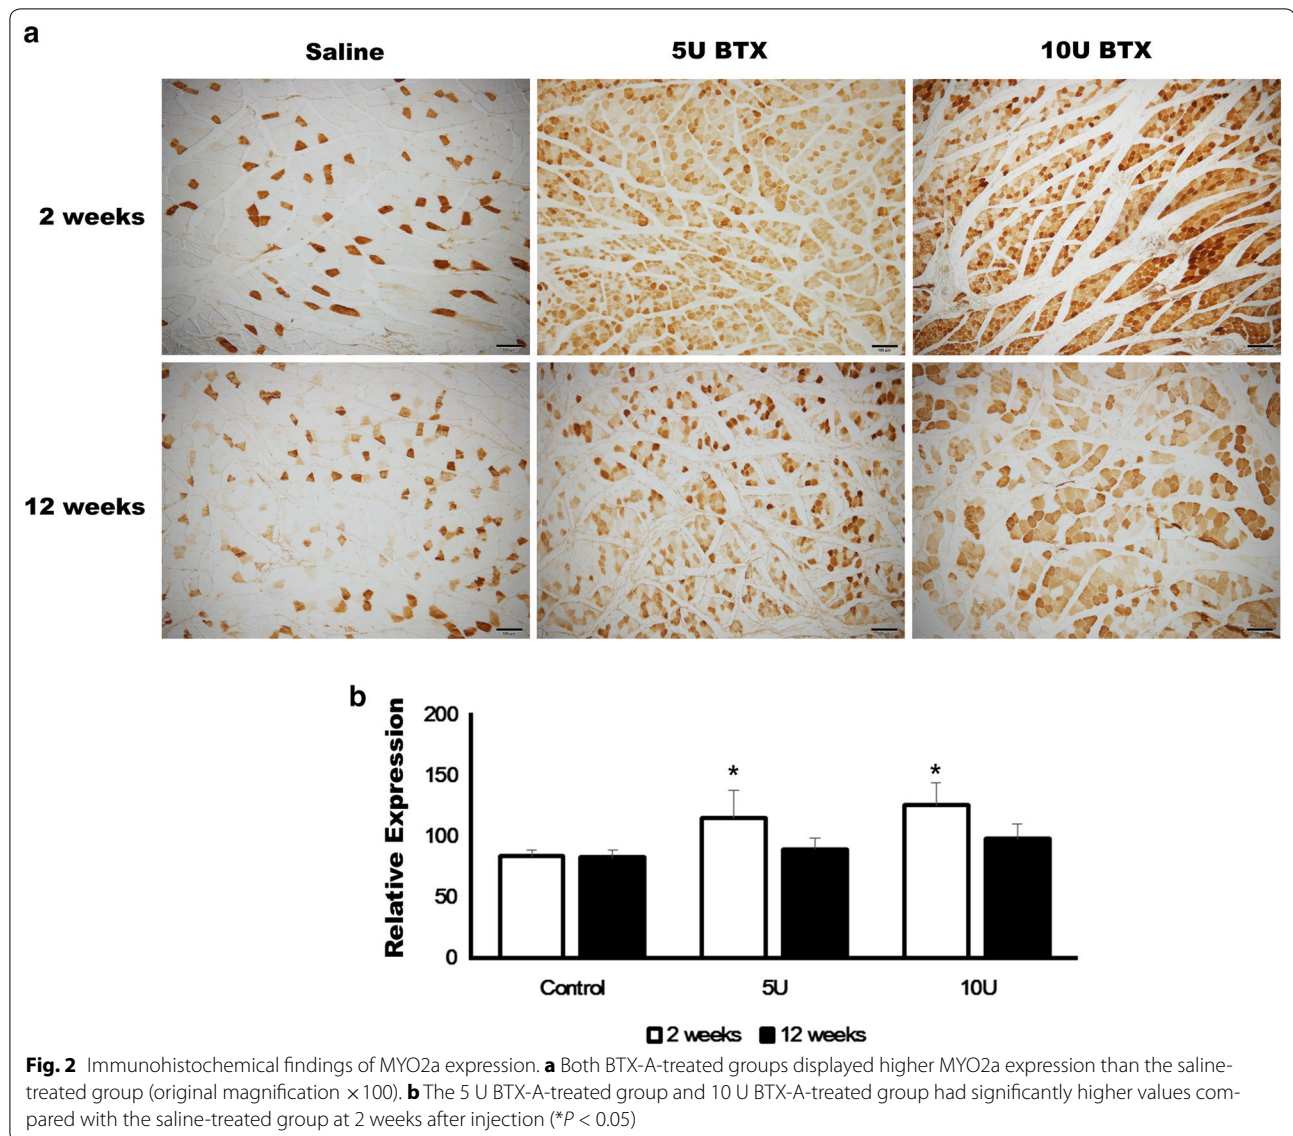 a
Saline
5U BTX
10U BTX
2 weeks
12 weeks
b
Relative Expression
200
150
100
50
0
*
*
Control
5U
10U
2 weeks
12 weeks
Fig. 2 Immunohistochemical findings of MYO2a expression. a Both BTX-A-treated groups displayed higher MYO2a expression than the saline-
treated group (original magnification × 100). b The 5 U BTX-A-treated group and 10 U BTX-A-treated group had significantly higher values com-
pared with the saline-treated group at 2 weeks after injection (*P < 0.05)